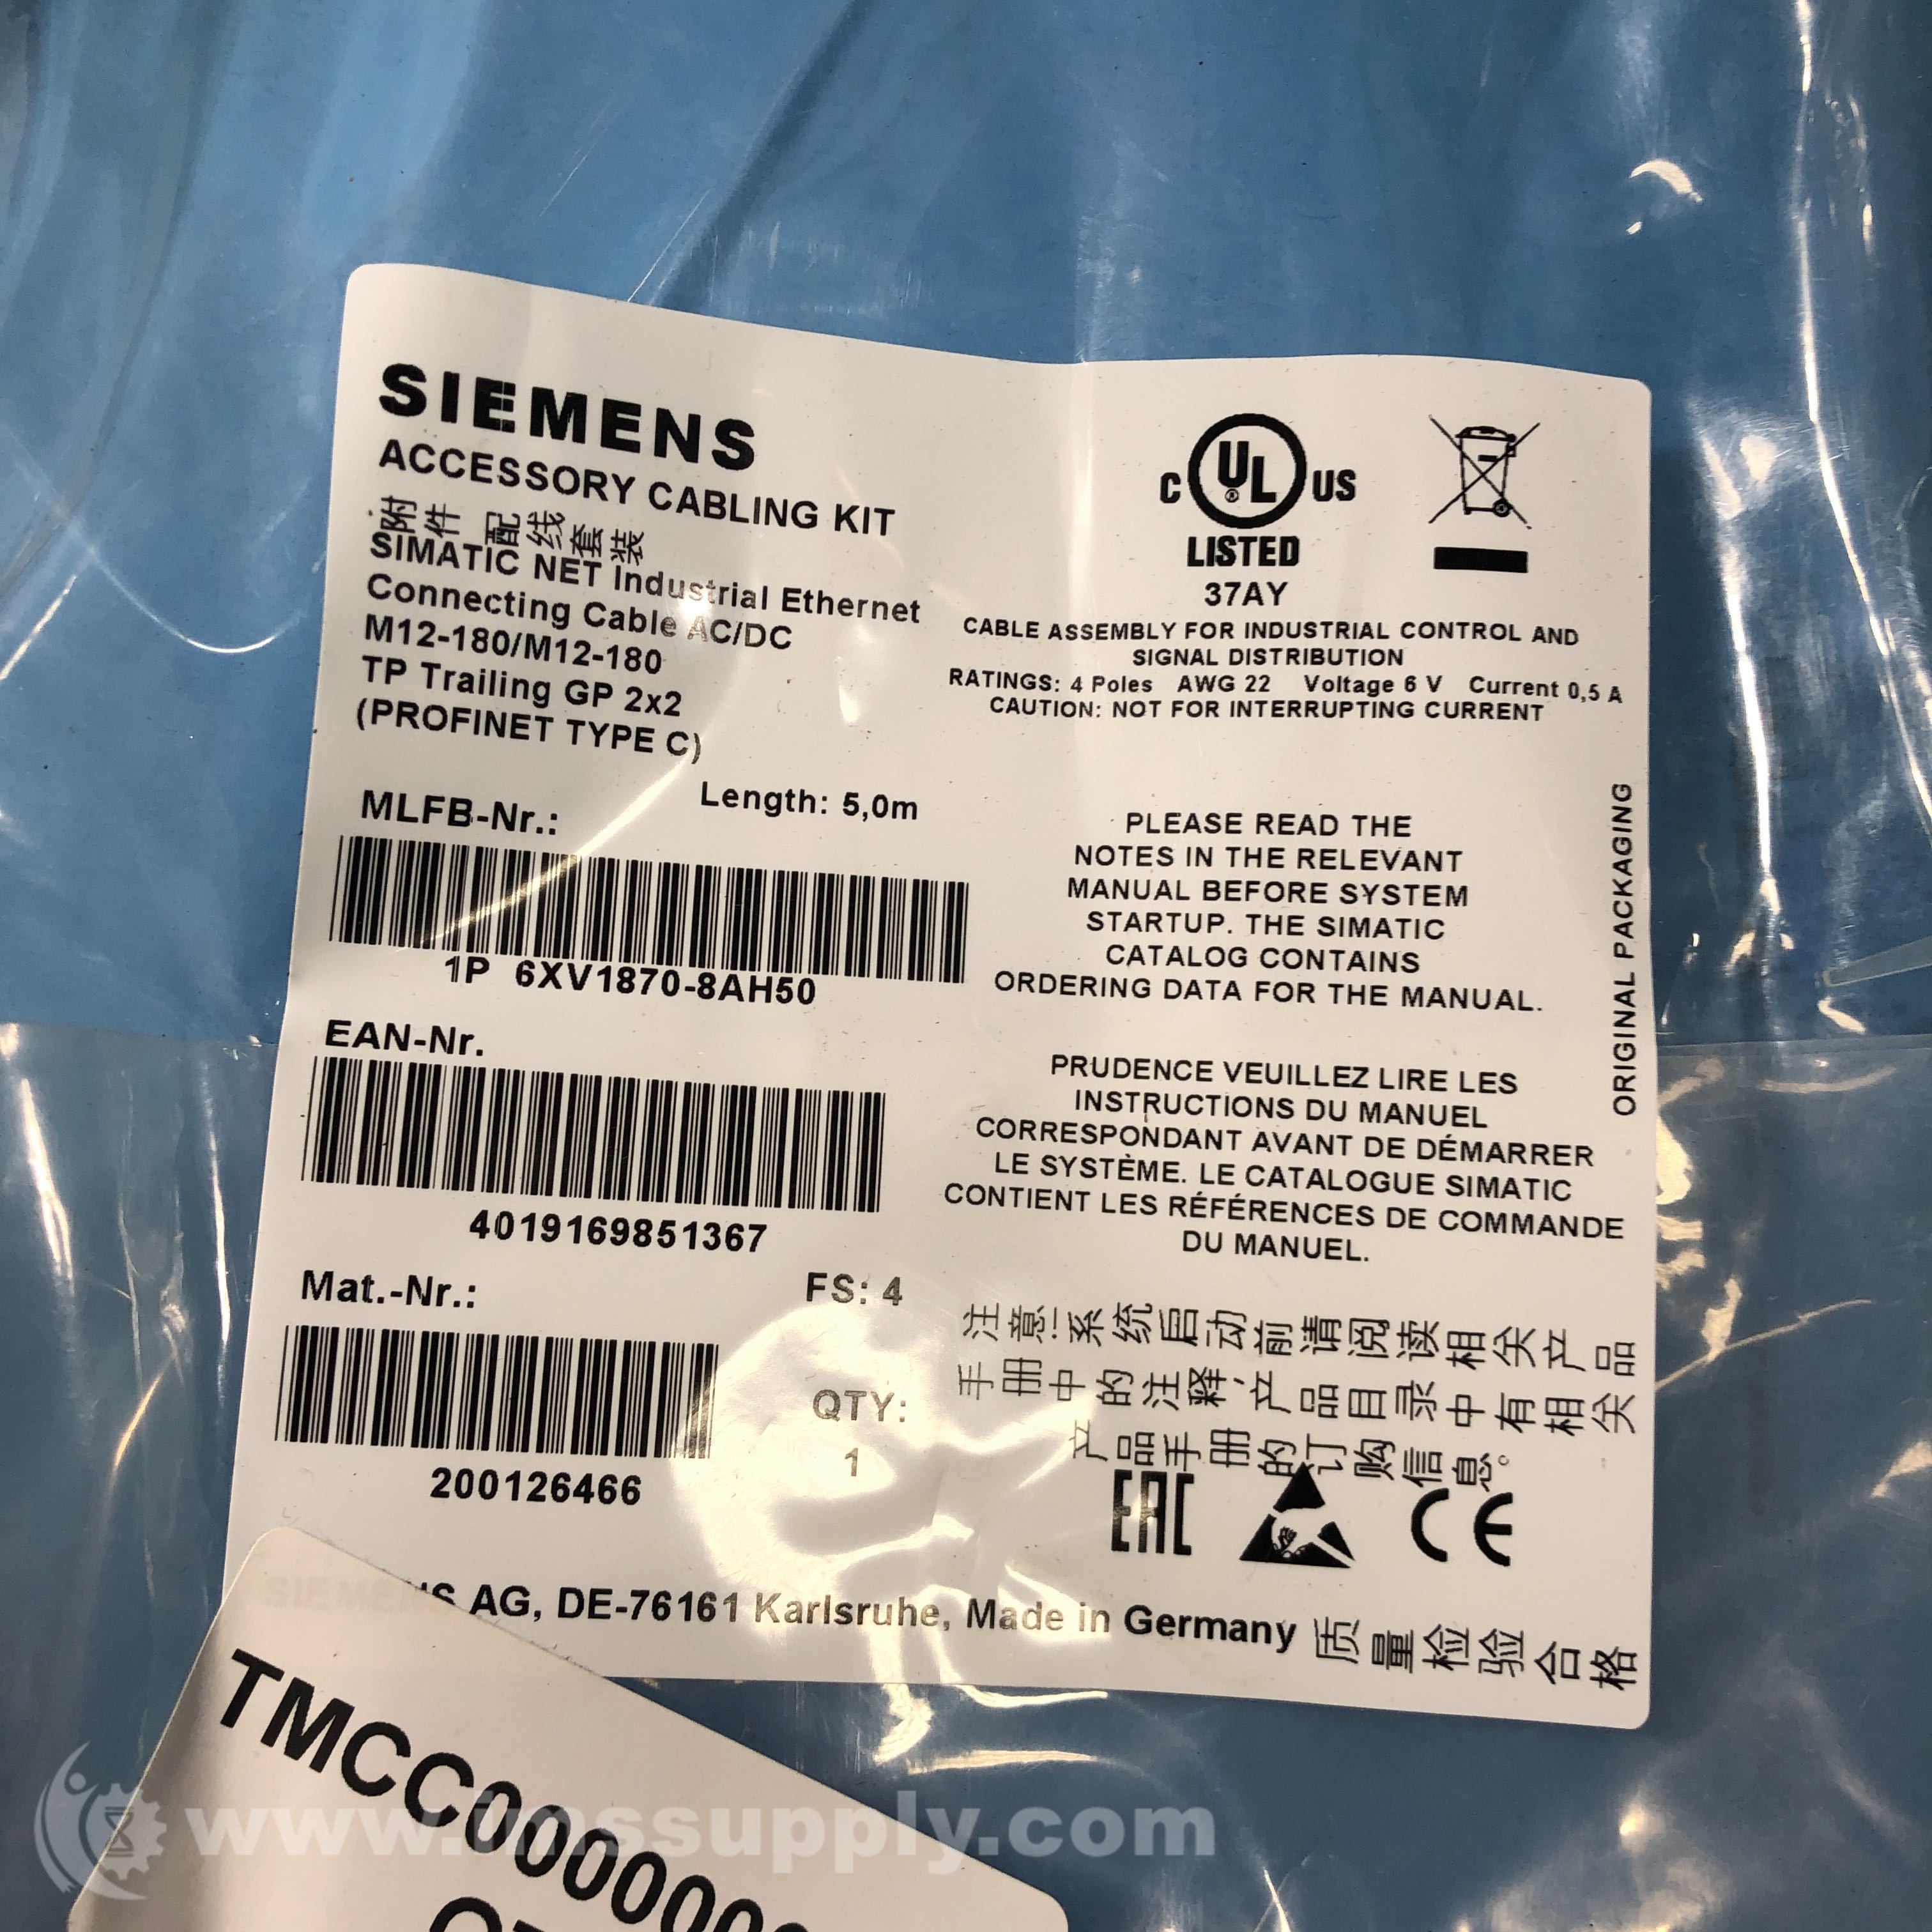 SIEMENS
ACCESSORY CABLING KIT
附件 配线套装
SIMATIC NET Industrial Ethernet
Connecting Cable AC/DC
M12-180/M12-180
TP Trailing GP 2x2
(PROFINET TYPE C)
Length: 5,0m
MLFB-Nr.:
1P 6XV1870-8AH50
EAN-Nr.
4019169851367
Mat.-Nr.:
FS: 4
200126466
QTY:
1
C UL US
®
LISTED
37AY
CABLE ASSEMBLY FOR INDUSTRIAL CONTROL AND
SIGNAL DISTRIBUTION
RATINGS: 4 Poles AWG 22 Voltage 6 V Current 0,5 A
CAUTION: NOT FOR INTERRUPTING CURRENT
PLEASE READ THE
NOTES IN THE RELEVANT
MANUAL BEFORE SYSTEM
STARTUP. THE SIMATIC
CATALOG CONTAINS
ORDERING DATA FOR THE MANUAL.
PRUDENCE VEUILLEZ LIRE LES
INSTRUCTIONS DU MANUEL
CORRESPONDANT AVANT DE DÉMARRER
LE SYSTÈME. LE CATALOGUE SIMATIC
CONTIENT LES RÉFÉRENCES DE COMMANDE
DU MANUEL.
注意!系统启动前请阅读相关产品
手册中的注释,产品目录中有相关
产品手册的订购信息。
EAC CE
ORIGINAL PACKAGING
SIEMENS AG, DE-76161 Karlsruhe, Made in Germany 质量检验合格
www.imssupply.com